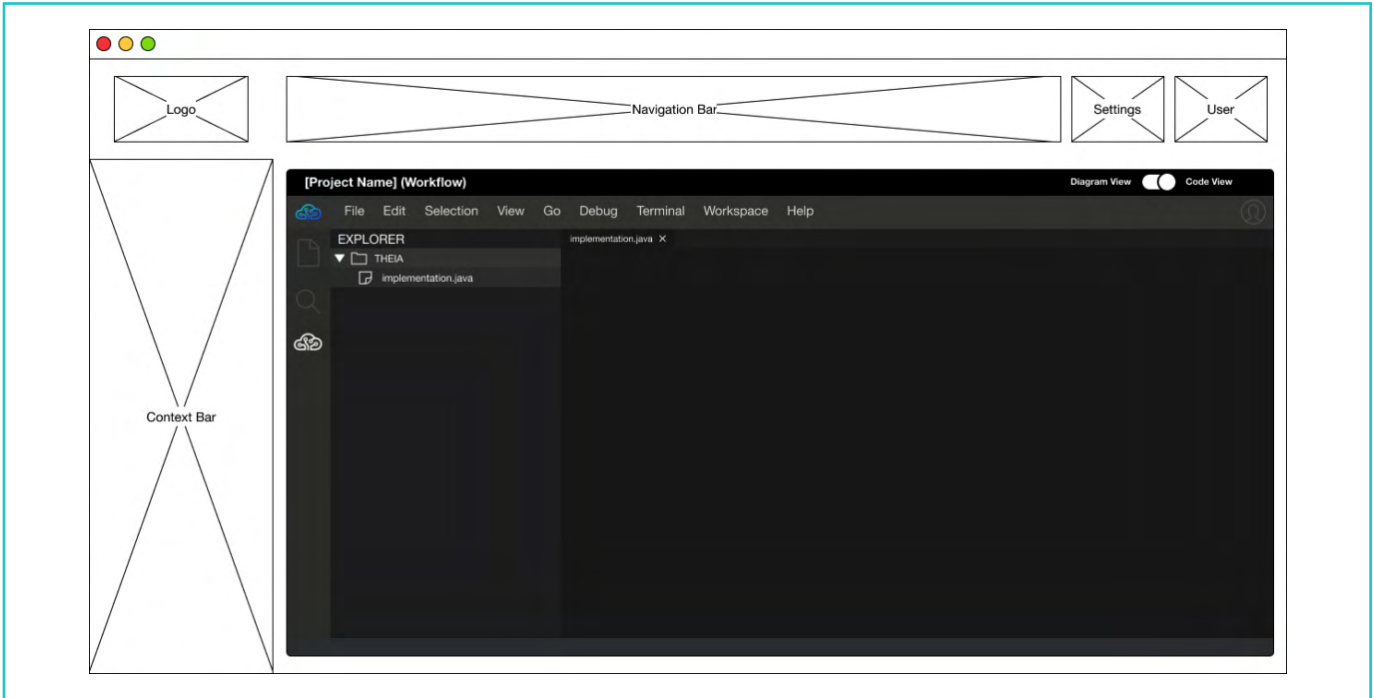 Logo
Navigation Bar
Settings
User
Context Bar
[Project Name] (Workflow)
Diagram View
Code View
File Edit Selection View Go Debug Terminal Workspace Help
EXPLORER
THEIA
implementation.java
implementation.java ×